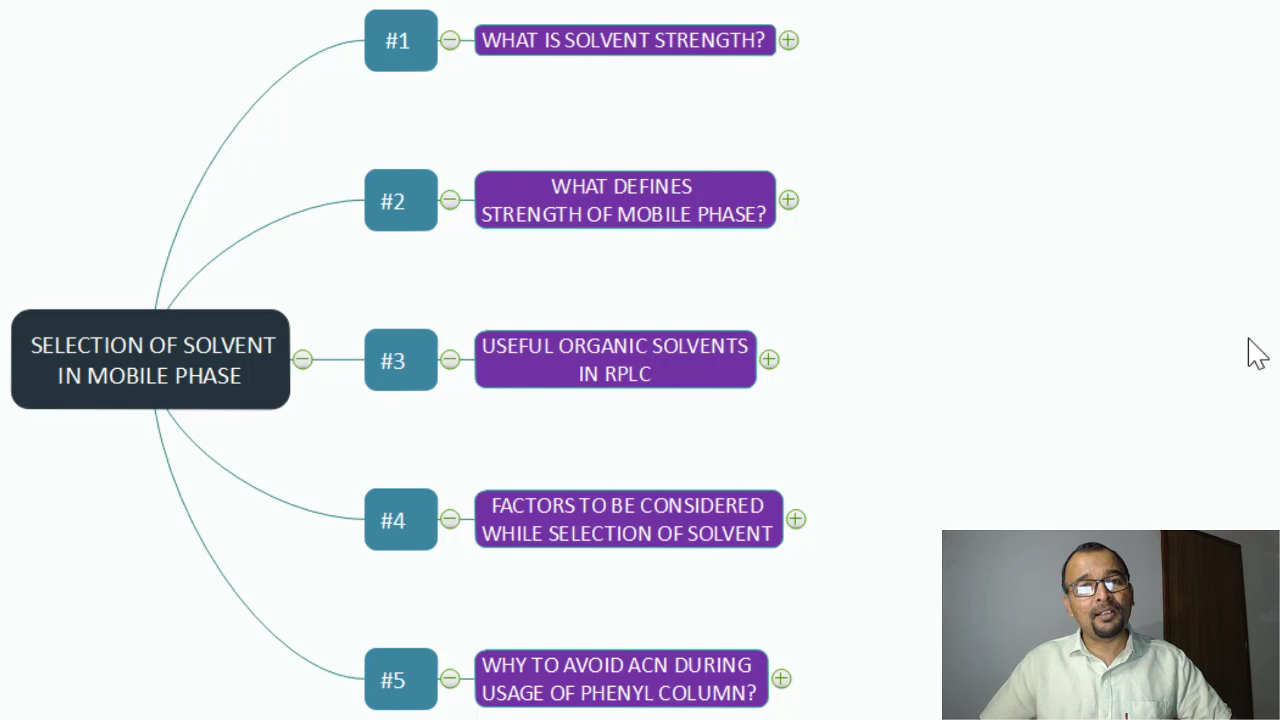 SELECTION OF SOLVENT
IN MOBILE PHASE
#1
WHAT IS SOLVENT STRENGTH?
#2
WHAT DEFINES
STRENGTH OF MOBILE PHASE?
#3
USEFUL ORGANIC SOLVENTS
IN RPLC
#4
FACTORS TO BE CONSIDERED
WHILE SELECTION OF SOLVENT
#5
WHY TO AVOID ACN DURING
USAGE OF PHENYL COLUMN?